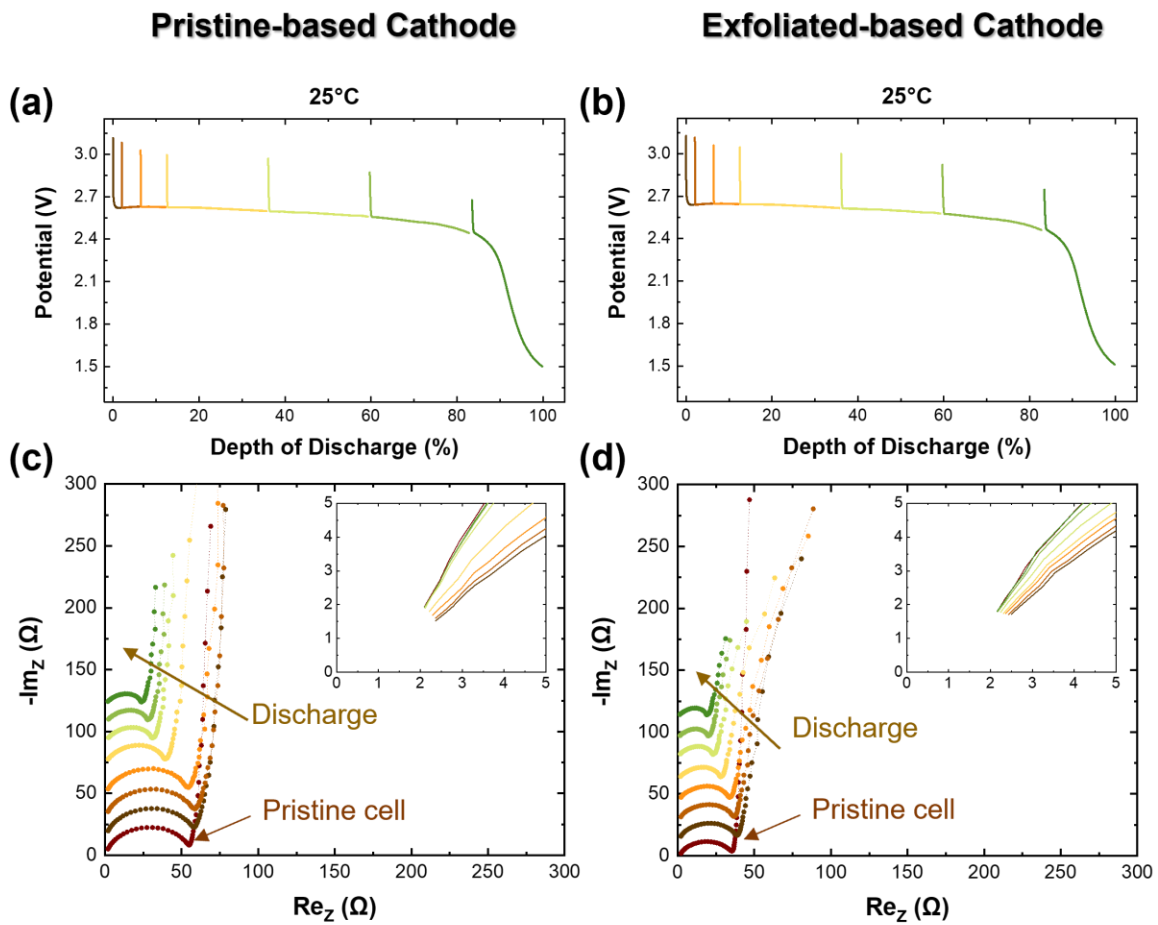 Pristine-based Cathode
Exfoliated-based Cathode
(a)
25°C
3.0
2.7
2.4
2.1
1.8
1.5
Potential (V)
0 20 40 60 80 100
Depth of Discharge (%)
(b)
25°C
3.0
2.7
2.4
2.1
1.8
1.5
Potential (V)
0 20 40 60 80 100
Depth of Discharge (%)
(c)
300
250
200
150
100
50
0
-Im_Z (Ω)
5
4
3
2
1
0
0 1 2 3 4 5
Discharge
Pristine cell
0 50 100 150 200 250 300
Re_Z (Ω)
(d)
300
250
200
150
100
50
0
-Im_Z (Ω)
5
4
3
2
1
0
0 1 2 3 4 5
Discharge
Pristine cell
0 50 100 150 200 250 300
Re_Z (Ω)